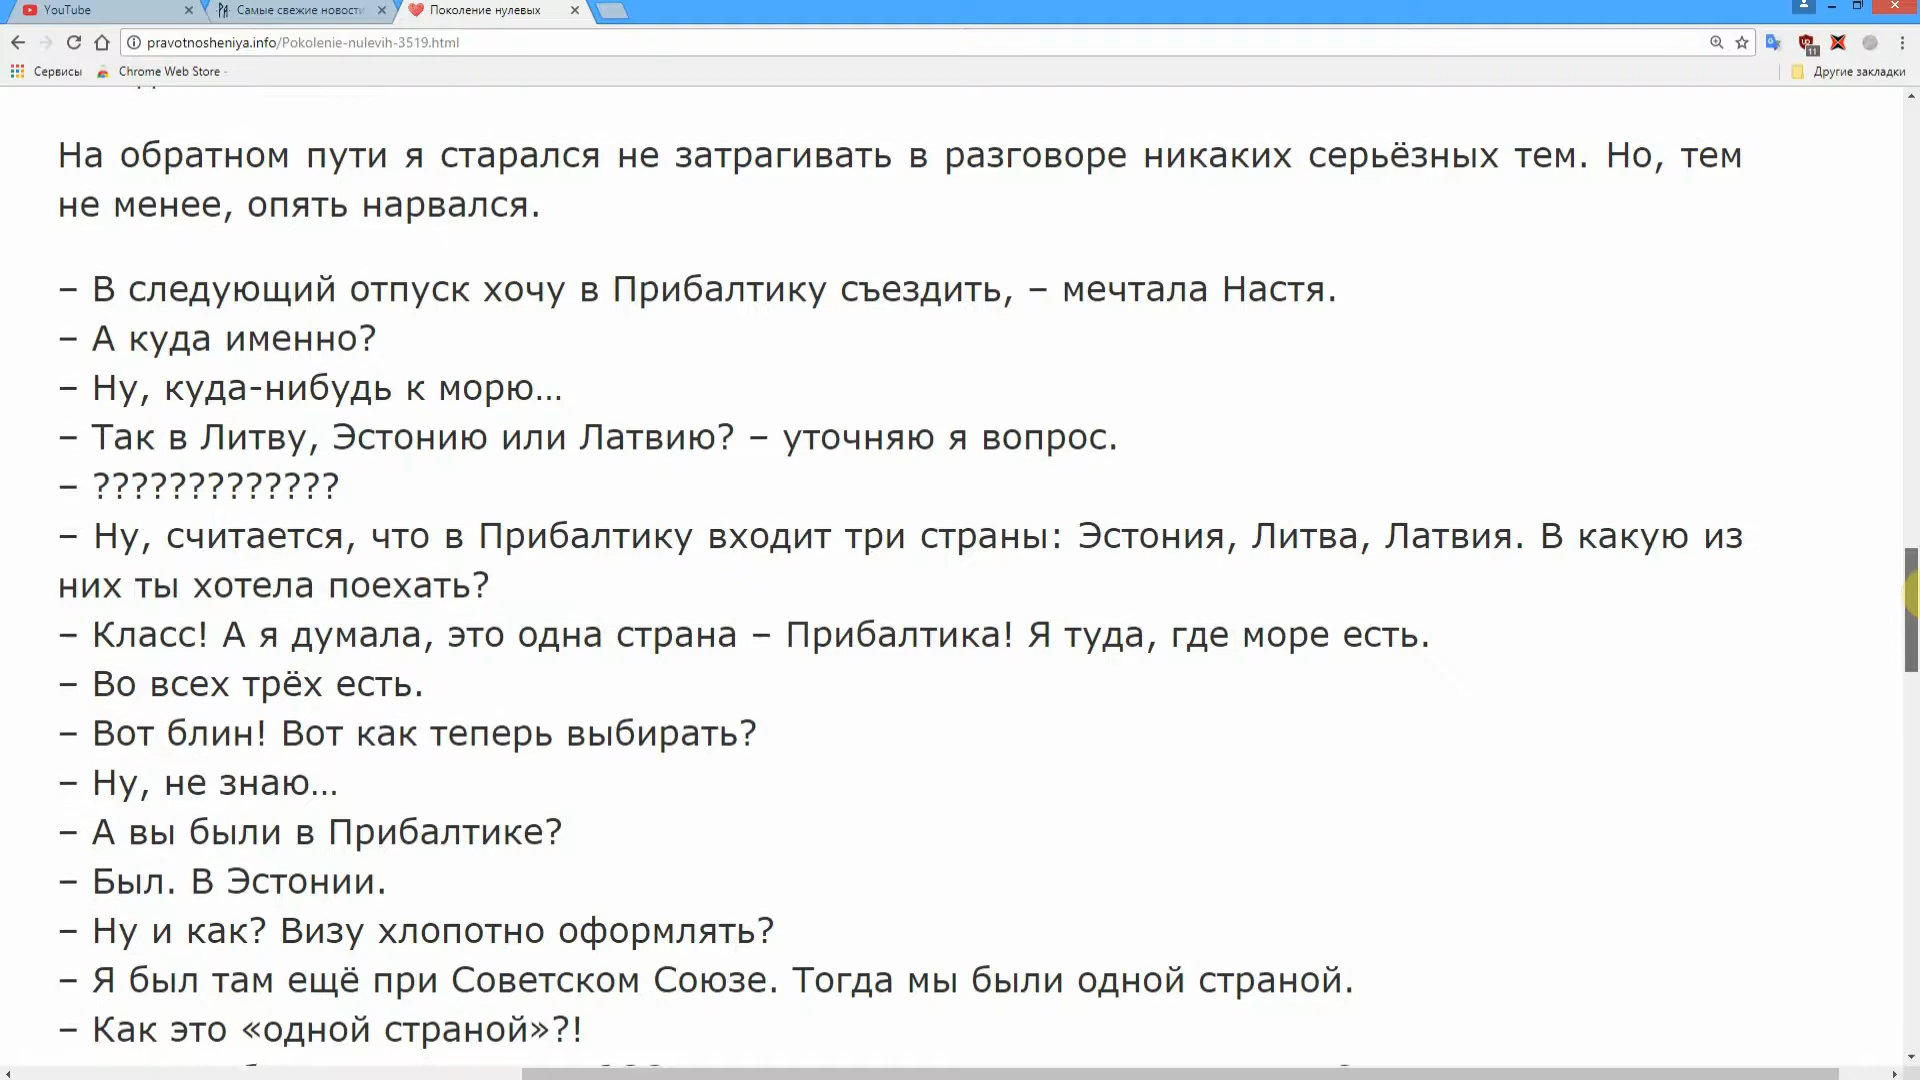 YouTube
Самые свежие новости
Поколение нулевых
pravotnosheniya.info/Pokolenie-nulevih-3519.html
11
Сервисы
Chrome Web Store -
Другие закладки
На обратном пути я старался не затрагивать в разговоре никаких серьёзных тем. Но, тем
не менее, опять нарвался.
– В следующий отпуск хочу в Прибалтику съездить, – мечтала Настя.
– А куда именно?
– Ну, куда-нибудь к морю…
– Так в Литву, Эстонию или Латвию? – уточняю я вопрос.
– ?????????????
– Ну, считается, что в Прибалтику входит три страны: Эстония, Литва, Латвия. В какую из
них ты хотела поехать?
– Класс! А я думала, это одна страна – Прибалтика! Я туда, где море есть.
– Во всех трёх есть.
– Вот блин! Вот как теперь выбирать?
– Ну, не знаю…
– А вы были в Прибалтике?
– Был. В Эстонии.
– Ну и как? Визу хлопотно оформлять?
– Я был там ещё при Советском Союзе. Тогда мы были одной страной.
– Как это «одной страной»?!